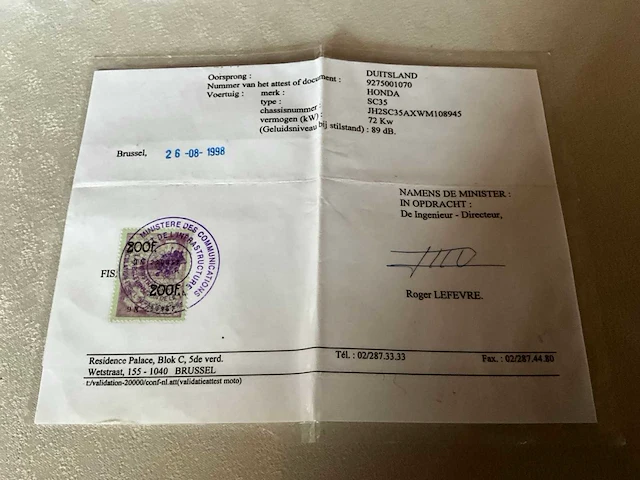 Oorsprong : DUITSLAND
Nummer van het attest of document : 9275001070
Voertuig : merk : HONDA
type : SC35
chassisnummer : JH2SC35AXWM108945
vermogen (kW) : 72 Kw
(Geluidsniveau bij stilstand) : 89 dB.
Brussel, 26-08-1998
NAMENS DE MINISTER :
IN OPDRACHT :
De Ingenieur - Directeur,
MINISTERE DES COMMUNICATIONS
DE L'INFRASTRUCTURE
200F.
FIS
200F.
Roger LEFEVRE.
Residence Palace, Blok C, 5de verd. Tél. : 02/287.33.33 Fax. : 02/287.44.80
Wetstraat, 155 - 1040 BRUSSEL
t:/validation-20000/conf-nl.att(validatieattest moto)